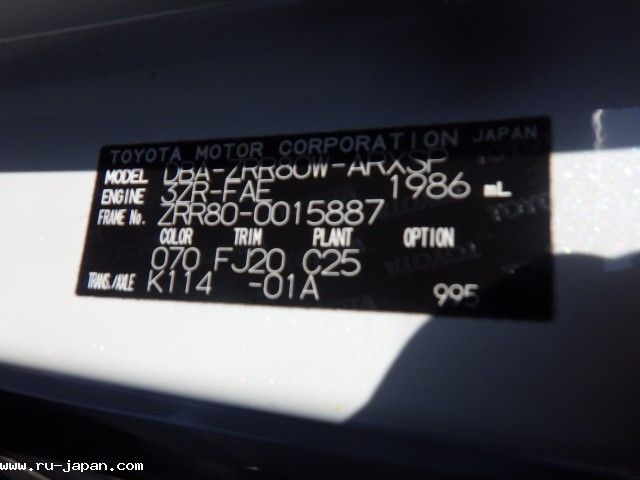 TOYOTA MOTOR CORPORATION JAPAN
MODEL DBA-ZRR80W-ARXSP
ENGINE 3ZR-FAE 1986 mL
FRAME No. ZRR80-0015887
COLOR TRIM PLANT OPTION
070 FJ20 C25
TRANS./AXLE K114 -01A 995
www.ru-japan.com